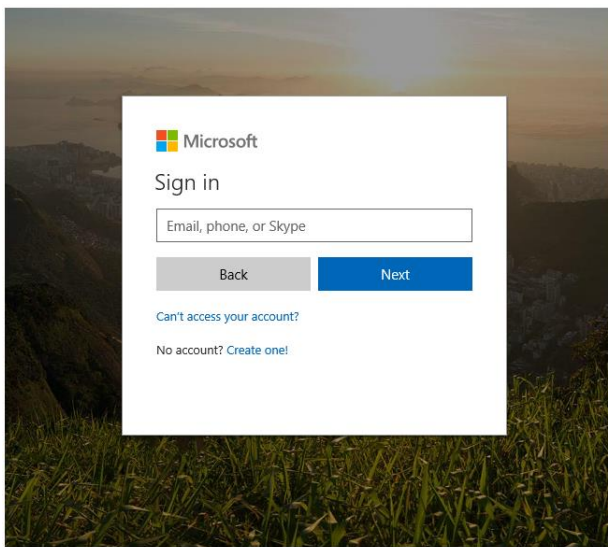 Microsoft
Sign in
Email, phone, or Skype
Back Next
Can't access your account?
No account? Create one!